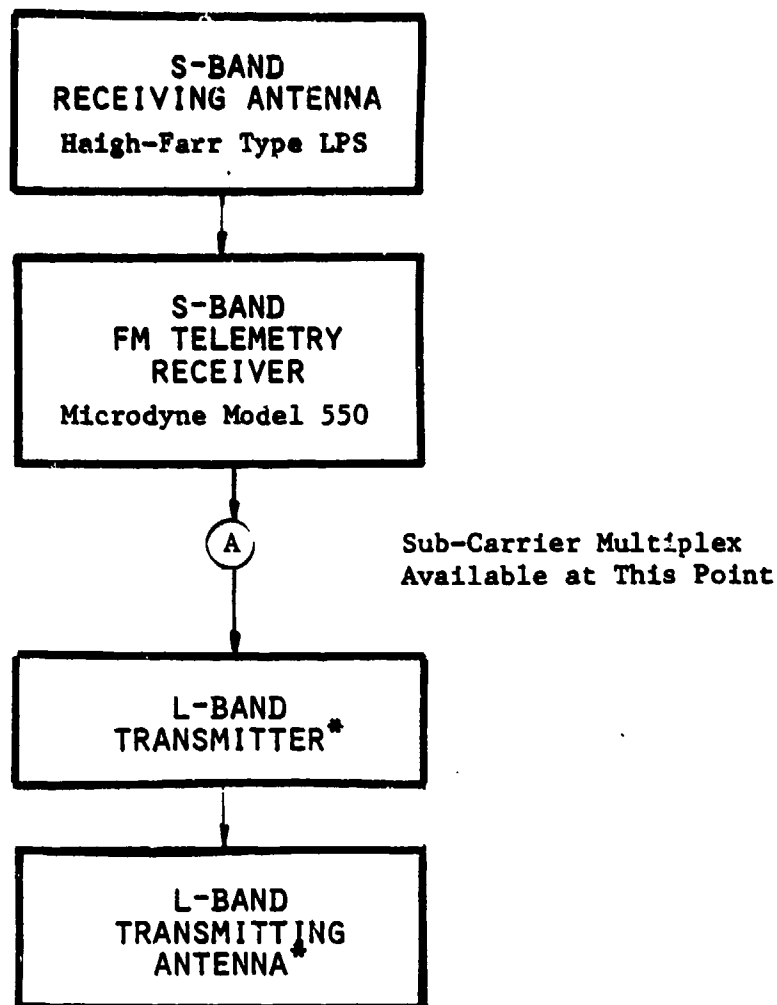 S-BAND
RECEIVING ANTENNA
Haigh-Farr Type LPS
S-BAND
FM TELEMETRY
RECEIVER
Microdyne Model 550
A
Sub-Carrier Multiplex
Available at This Point
L-BAND
TRANSMITTER*
L-BAND
TRANSMITTING
ANTENNA*